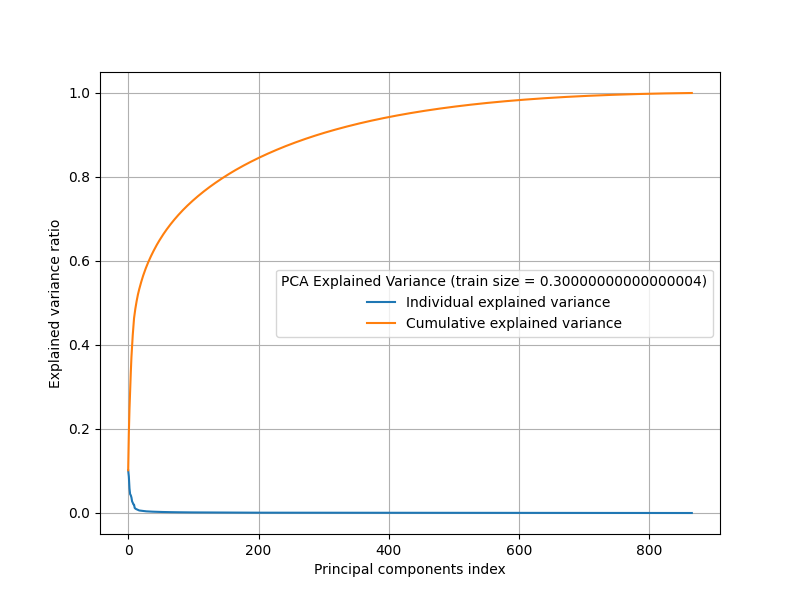 1.0
0.8
0.6
0.4
0.2
0.0
Explained variance ratio
PCA Explained Variance (train size = 0.30000000000000004)
Individual explained variance
Cumulative explained variance
0 200 400 600 800
Principal components index